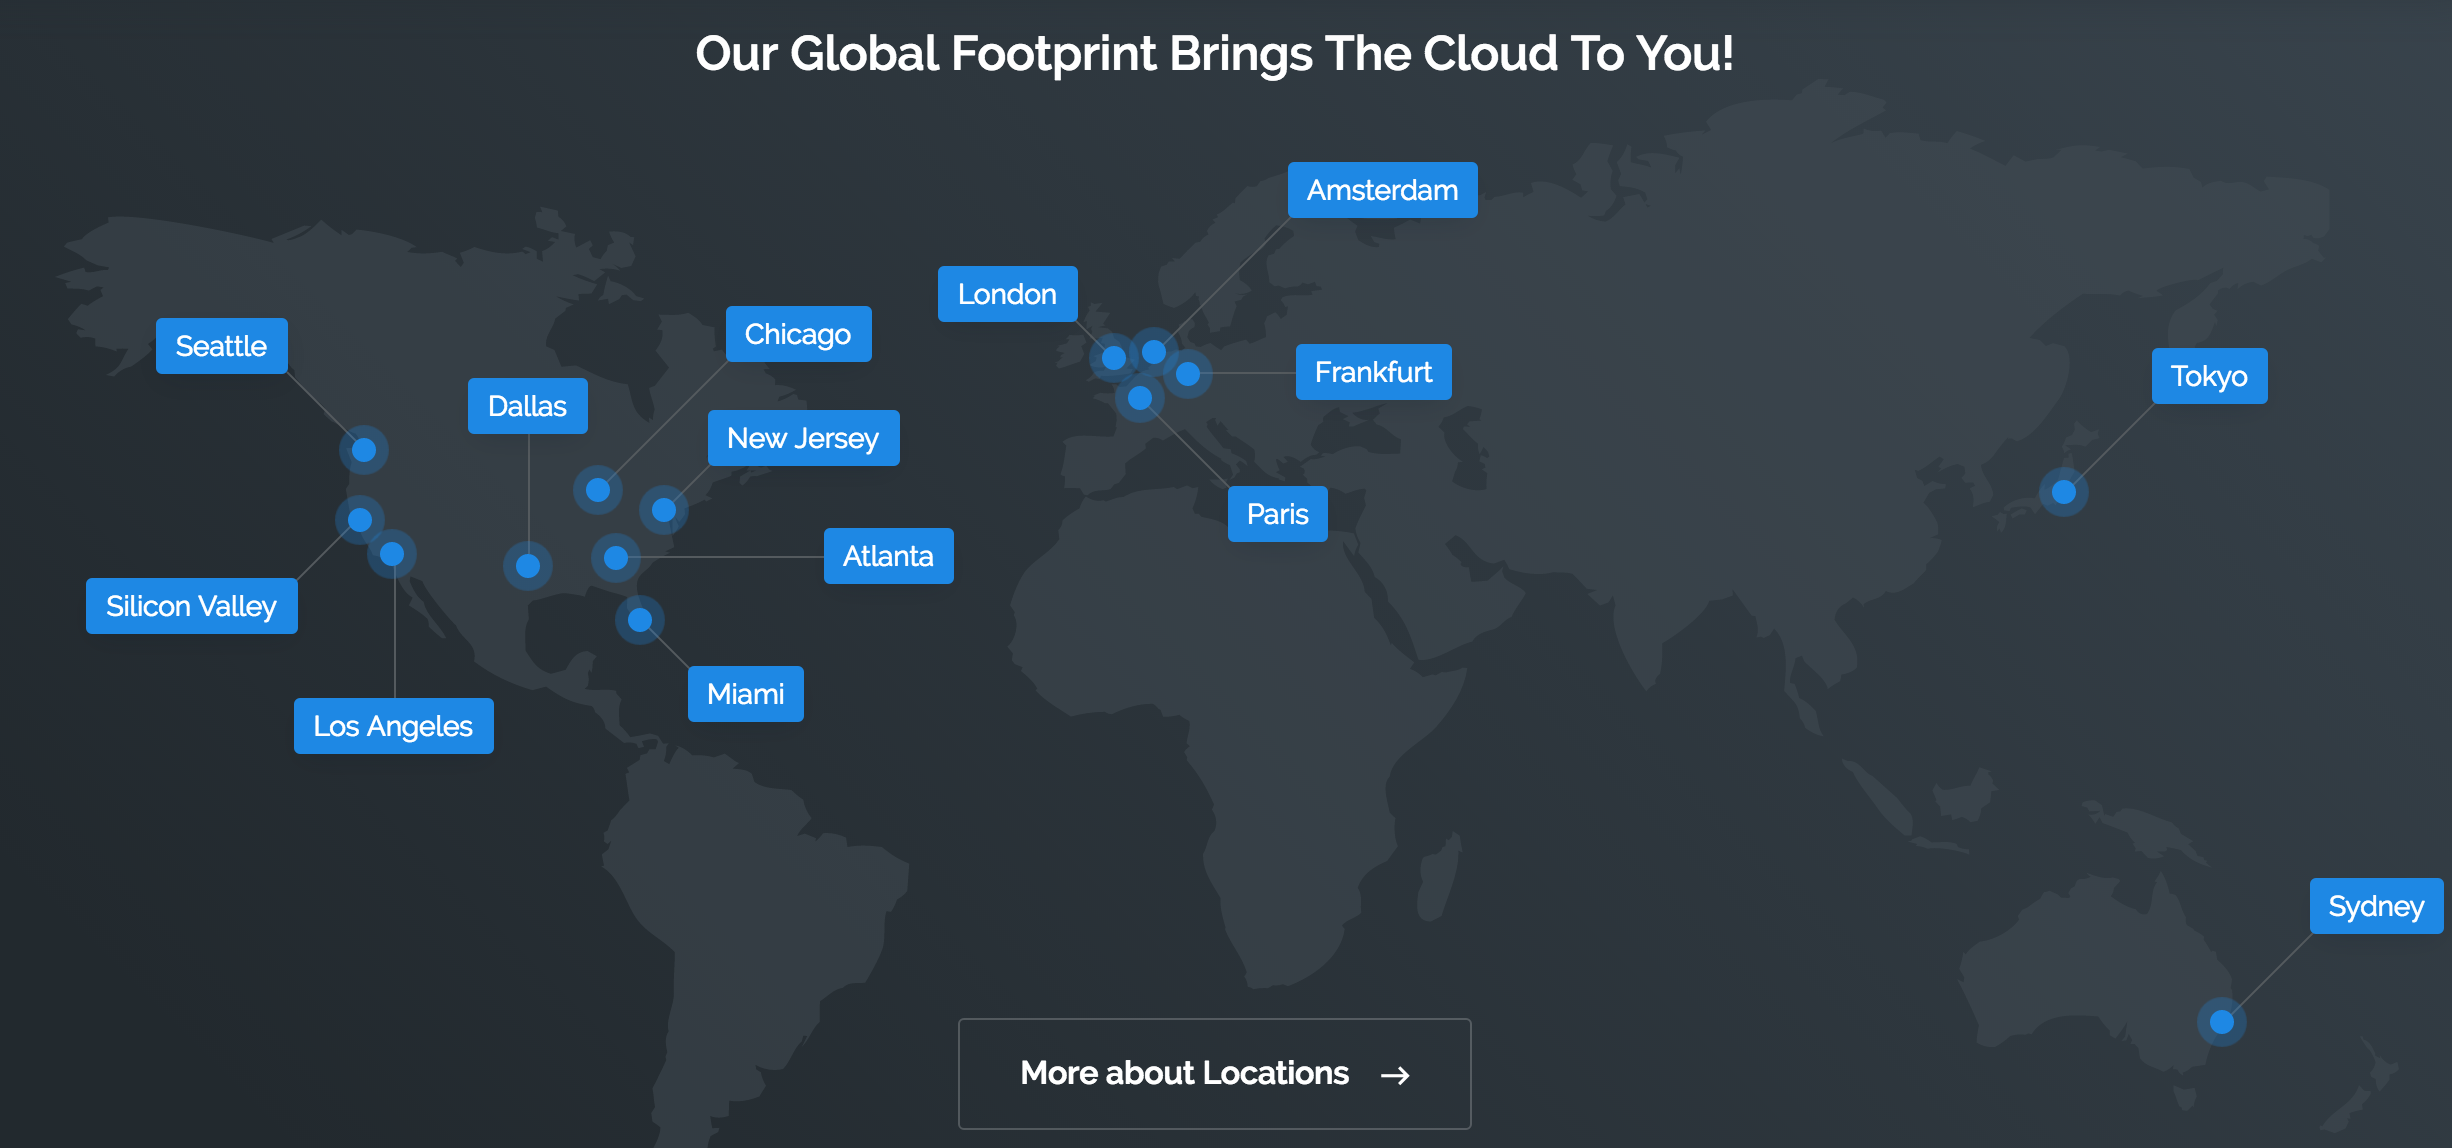 Our Global Footprint Brings The Cloud To You!
Amsterdam
London
Chicago
Seattle
Frankfurt
Tokyo
Dallas
New Jersey
Paris
Atlanta
Silicon Valley
Miami
Los Angeles
Sydney
More about Locations →